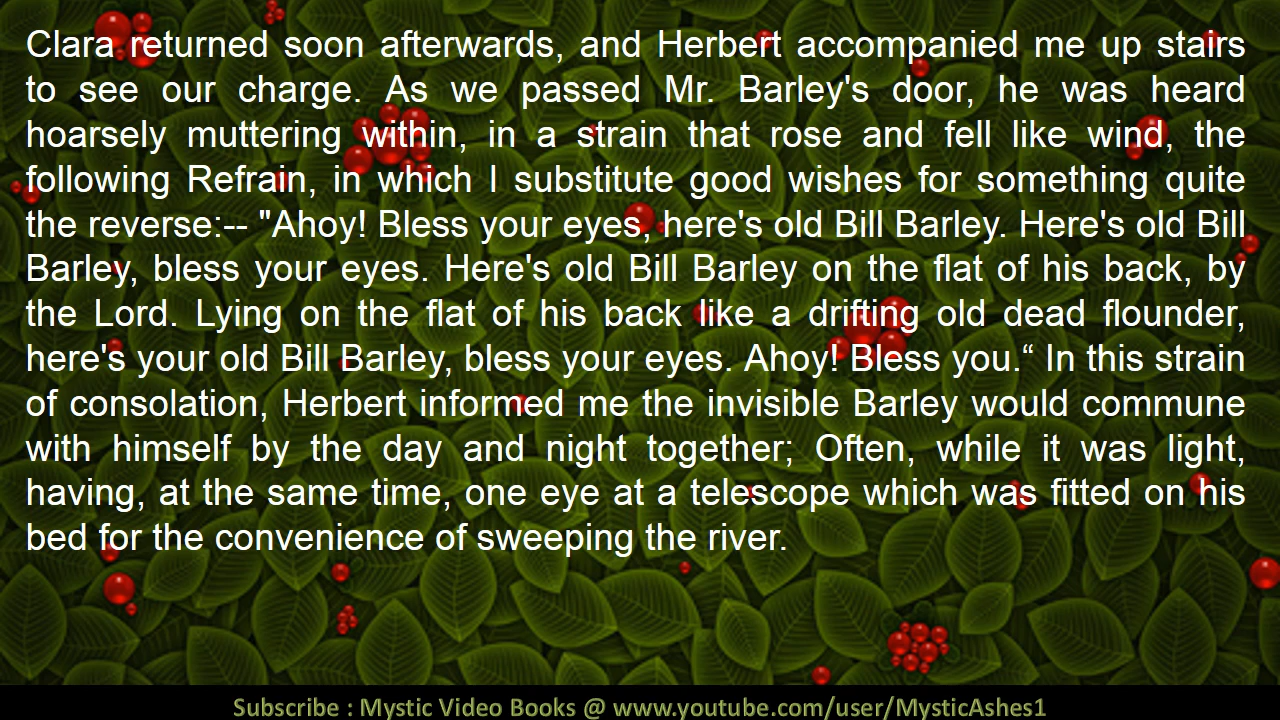 Clara returned soon afterwards, and Herbert accompanied me up stairs
to see our charge. As we passed Mr. Barley's door, he was heard
hoarsely muttering within, in a strain that rose and fell like wind, the
following Refrain, in which I substitute good wishes for something quite
the reverse:-- "Ahoy! Bless your eyes, here's old Bill Barley. Here's old Bill
Barley, bless your eyes. Here's old Bill Barley on the flat of his back, by
the Lord. Lying on the flat of his back like a drifting old dead flounder,
here's your old Bill Barley, bless your eyes. Ahoy! Bless you.“ In this strain
of consolation, Herbert informed me the invisible Barley would commune
with himself by the day and night together; Often, while it was light,
having, at the same time, one eye at a telescope which was fitted on his
bed for the convenience of sweeping the river.
Subscribe : Mystic Video Books @ www.youtube.com/user/MysticAshes1